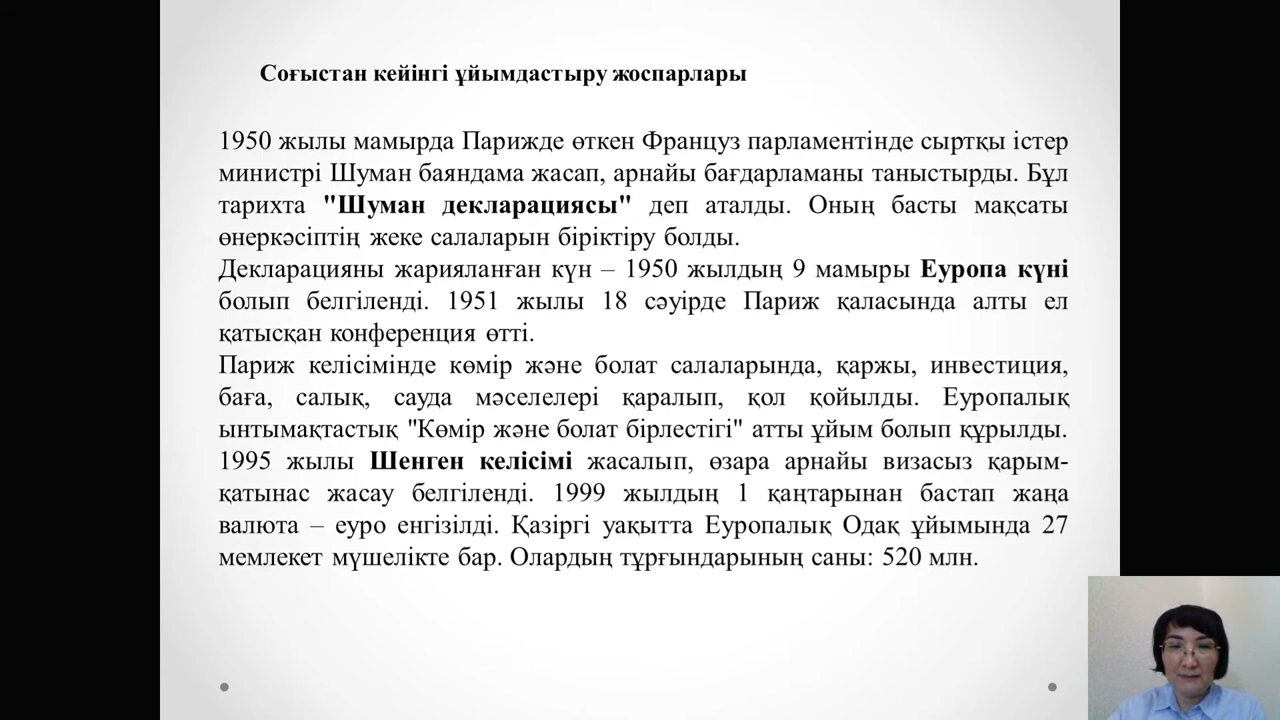 Соғыстан кейінгі ұйымдастыру жоспарлары
1950 жылы мамырда Парижде өткен Француз парламентінде сыртқы істер
министрі Шуман баяндама жасап, арнайы бағдарламаны таныстырды. Бұл
тарихта "Шуман декларациясы" деп аталды. Оның басты мақсаты
өнеркәсіптің жеке салаларын біріктіру болды.
Декларацияны жарияланған күн – 1950 жылдың 9 мамыры Еуропа күні
болып белгіленді. 1951 жылы 18 сәуірде Париж қаласында алты ел
қатысқан конференция өтті.
Париж келісімінде көмір және болат салаларында, қаржы, инвестиция,
баға, салық, сауда мәселелері қаралып, қол қойылды. Еуропалық
ынтымақтастық "Көмір және болат бірлестігі" атты ұйым болып құрылды.
1995 жылы Шенген келісімі жасалып, өзара арнайы визасыз қарым-
қатынас жасау белгіленді. 1999 жылдың 1 қаңтарынан бастап жаңа
валюта – еуро енгізілді. Қазіргі уақытта Еуропалық Одақ ұйымында 27
мемлекет мүшелікте бар. Олардың тұрғындарының саны: 520 млн.